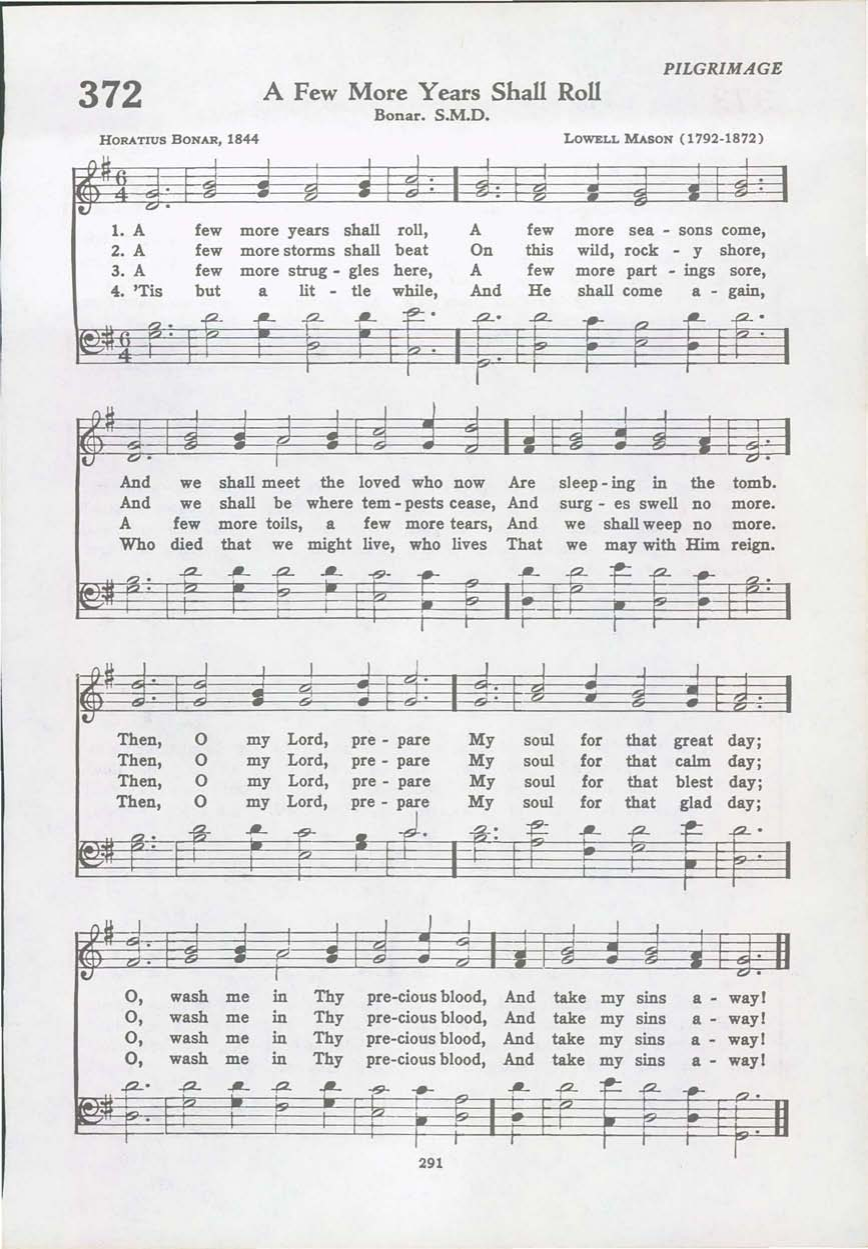 PILGRIMAGE
372
A Few More Years Shall Roll
Bonar. S.M.D.
HORATIUS BONAR, 1844 LOWELL MASON (1792-1872)
6 4
1. A few more years shall roll, A few more sea - sons come,
2. A few more storms shall beat On this wild, rock - y shore,
3. A few more strug - gles here, A few more part - ings sore,
4. 'Tis but a lit - tle while, And He shall come a - gain,
6 4
And we shall meet the loved who now Are sleep - ing in the tomb.
And we shall be where tem - pests cease, And surg - es swell no more.
A few more toils, a few more tears, And we shall weep no more.
Who died that we might live, who lives That we may with Him reign.
Then, O my Lord, pre - pare My soul for that great day;
Then, O my Lord, pre - pare My soul for that calm day;
Then, O my Lord, pre - pare My soul for that blest day;
Then, O my Lord, pre - pare My soul for that glad day;
O, wash me in Thy pre-cious blood, And take my sins a - way!
O, wash me in Thy pre-cious blood, And take my sins a - way!
O, wash me in Thy pre-cious blood, And take my sins a - way!
O, wash me in Thy pre-cious blood, And take my sins a - way!
291